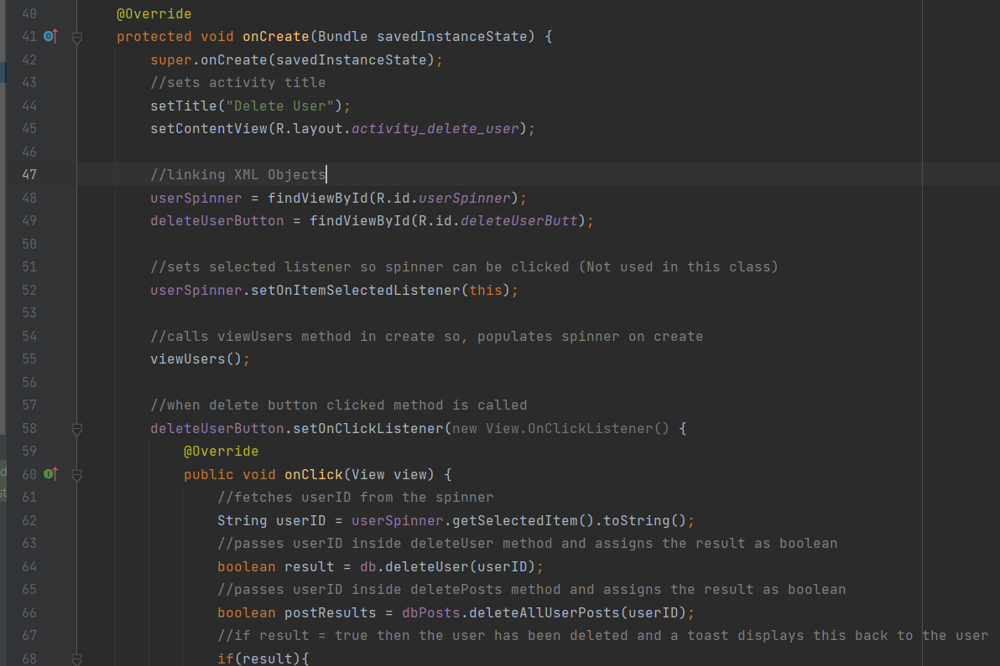 40 @Override
41 protected void onCreate(Bundle savedInstanceState) {
42 super.onCreate(savedInstanceState);
43 //sets activity title
44 setTitle("Delete User");
45 setContentView(R.layout.activity_delete_user);
46
47 //linking XML Objects
48 userSpinner = findViewById(R.id.userSpinner);
49 deleteUserButton = findViewById(R.id.deleteUserButt);
50
51 //sets selected listener so spinner can be clicked (Not used in this class)
52 userSpinner.setOnItemSelectedListener(this);
53
54 //calls viewUsers method in create so, populates spinner on create
55 viewUsers();
56
57 //when delete button clicked method is called
58 deleteUserButton.setOnClickListener(new View.OnClickListener() {
59 @Override
60 public void onClick(View view) {
61 //fetches userID from the spinner
62 String userID = userSpinner.getSelectedItem().toString();
63 //passes userID inside deleteUser method and assigns the result as boolean
64 boolean result = db.deleteUser(userID);
65 //passes userID inside deletePosts method and assigns the result as boolean
66 boolean postResults = dbPosts.deleteAllUserPosts(userID);
67 //if result = true then the user has been deleted and a toast displays this back to the user
68 if(result){